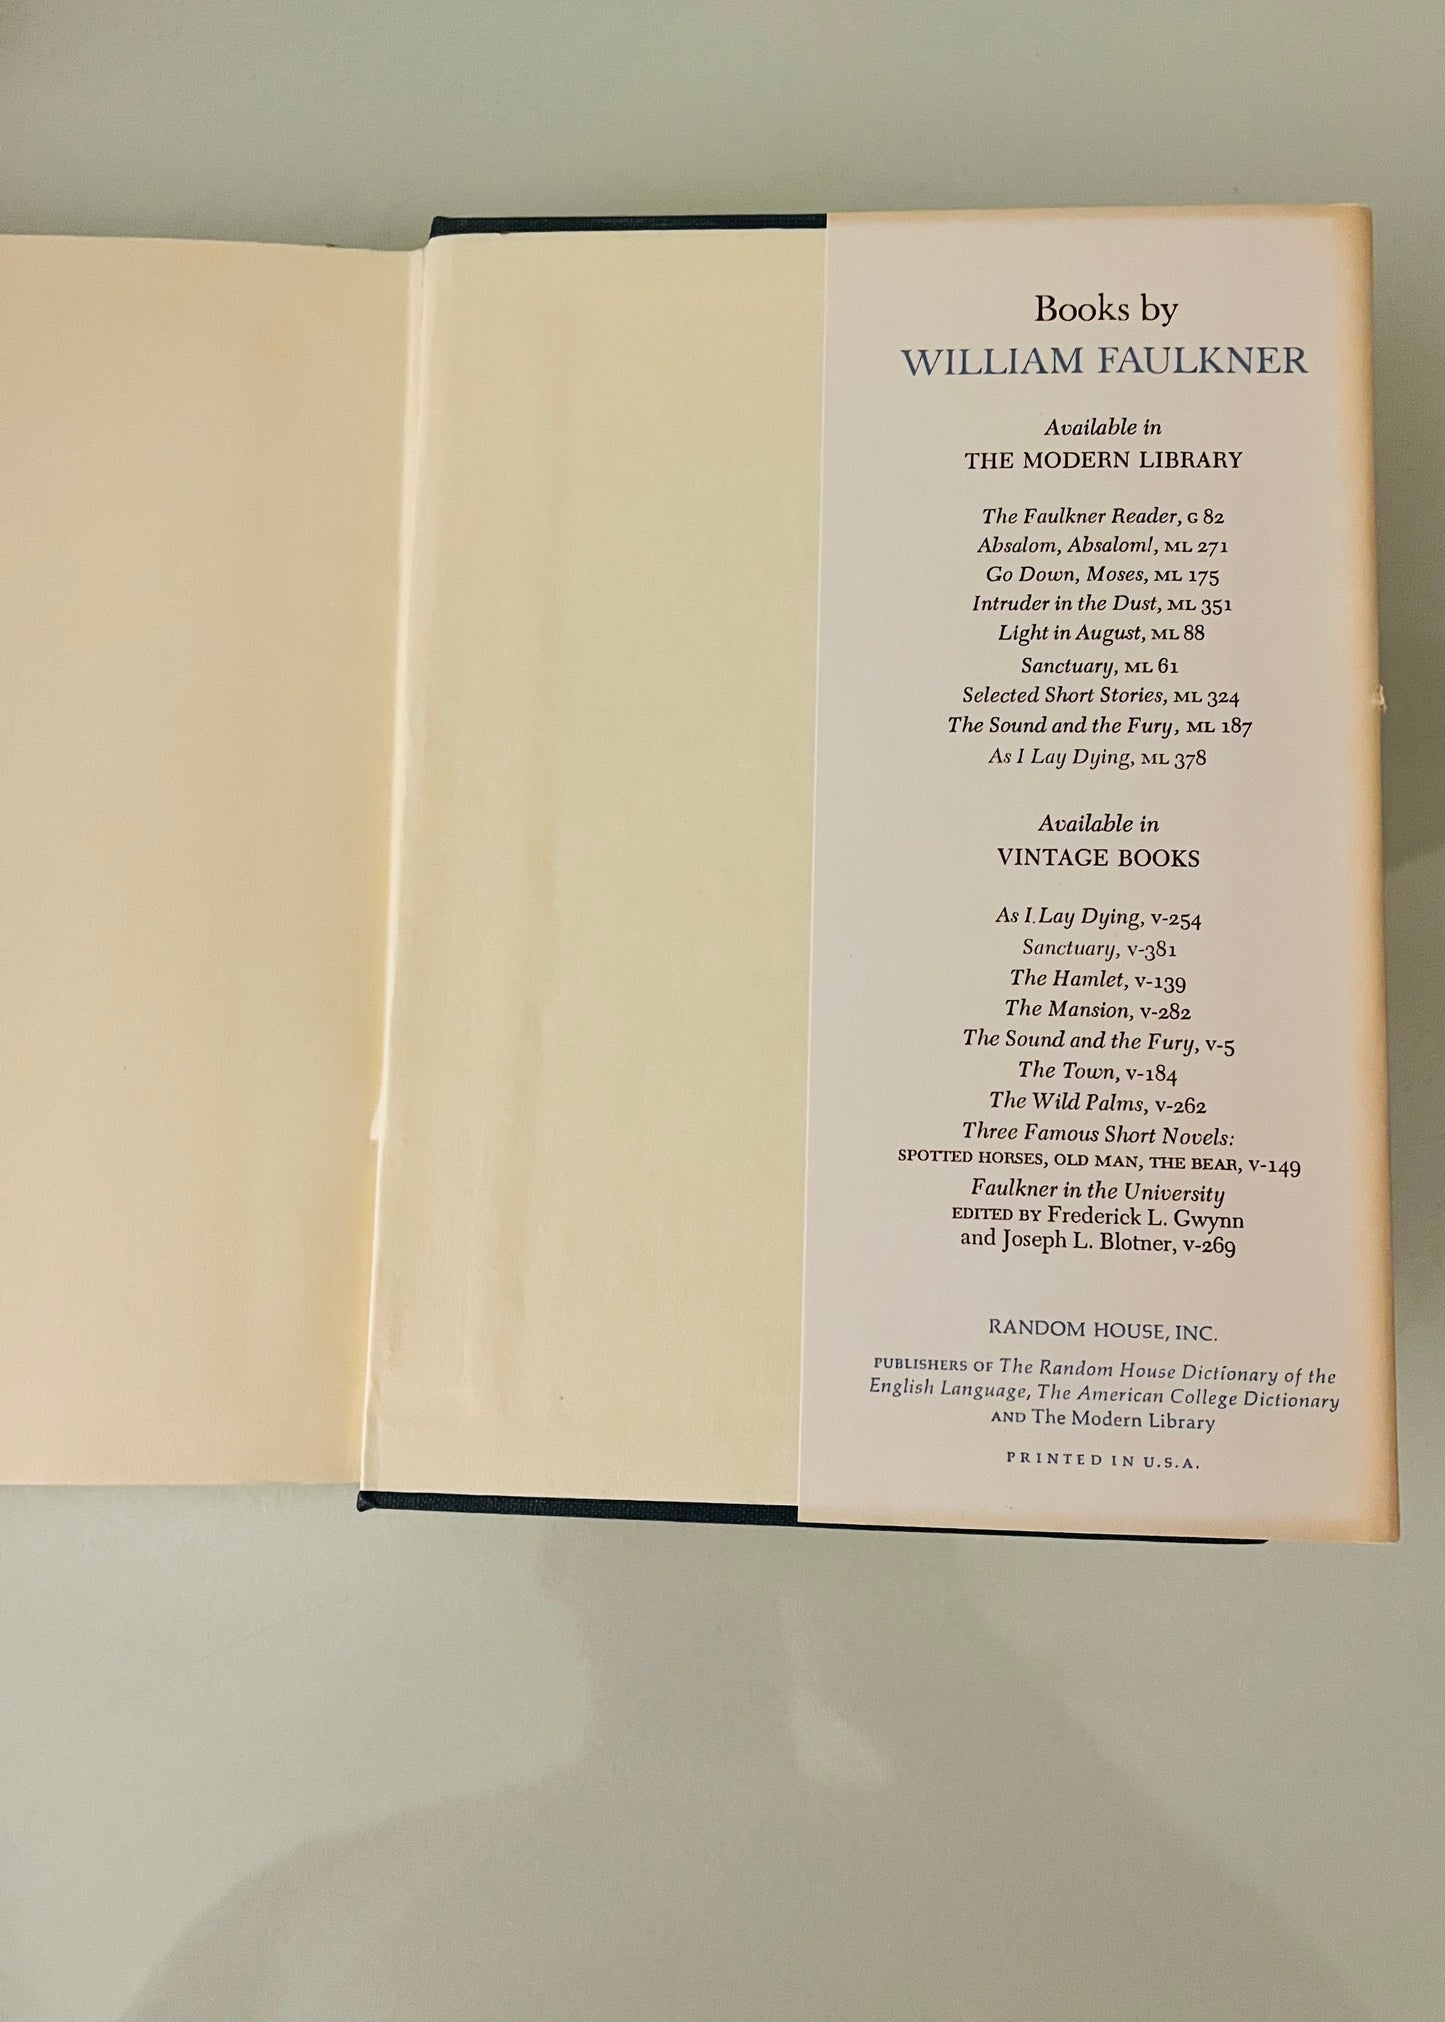 Books by
WILLIAM FAULKNER
Available in
THE MODERN LIBRARY
The Faulkner Reader, G 82
Absalom, Absalom!, ML 271
Go Down, Moses, ML 175
Intruder in the Dust, ML 351
Light in August, ML 88
Sanctuary, ML 61
Selected Short Stories, ML 324
The Sound and the Fury, ML 187
As I Lay Dying, ML 378
Available in
VINTAGE BOOKS
As I Lay Dying, V-254
Sanctuary, V-381
The Hamlet, V-139
The Mansion, V-282
The Sound and the Fury, V-5
The Town, V-184
The Wild Palms, V-262
Three Famous Short Novels:
SPOTTED HORSES, OLD MAN, THE BEAR, V-149
Faulkner in the University
EDITED BY Frederick L. Gwynn
and Joseph L. Blotner, V-269
RANDOM HOUSE, INC.
PUBLISHERS OF The Random House Dictionary of the
English Language, The American College Dictionary
AND The Modern Library
PRINTED IN U.S.A.